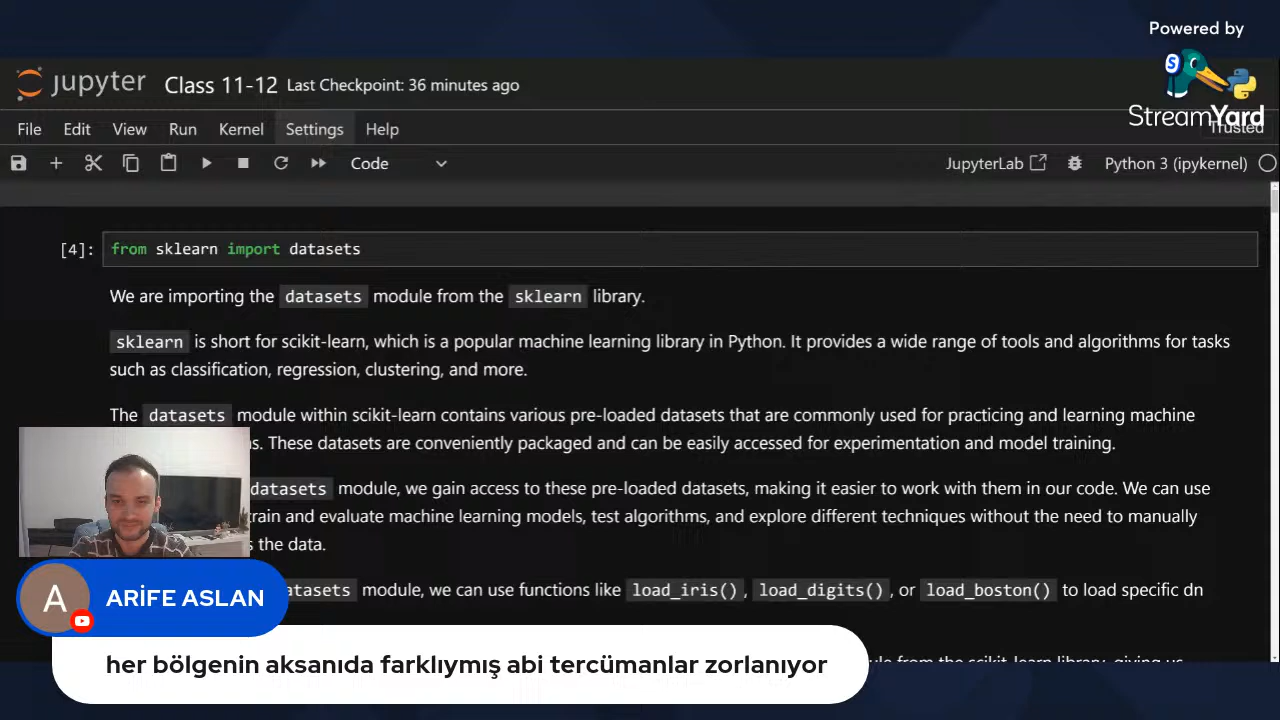 Powered by
StreamYard
jupyter Class 11-12 Last Checkpoint: 36 minutes ago
File Edit View Run Kernel Settings Help
Trusted
Code
JupyterLab
Python 3 (ipykernel)
[4]: from sklearn import datasets
We are importing the datasets module from the sklearn library.
sklearn is short for scikit-learn, which is a popular machine learning library in Python. It provides a wide range of tools and algorithms for tasks
such as classification, regression, clustering, and more.
The datasets module within scikit-learn contains various pre-loaded datasets that are commonly used for practicing and learning machine
These datasets are conveniently packaged and can be easily accessed for experimentation and model training.
datasets module, we gain access to these pre-loaded datasets, making it easier to work with them in our code. We can use
and evaluate machine learning models, test algorithms, and explore different techniques without the need to manually
the data.
module, we can use functions like load_iris(), load_digits(), or load_boston() to load specific dn
from the scikit-learn library, giving us
A ARİFE ASLAN
her bölgenin aksanıda farklıymış abi tercümanlar zorlanıyor